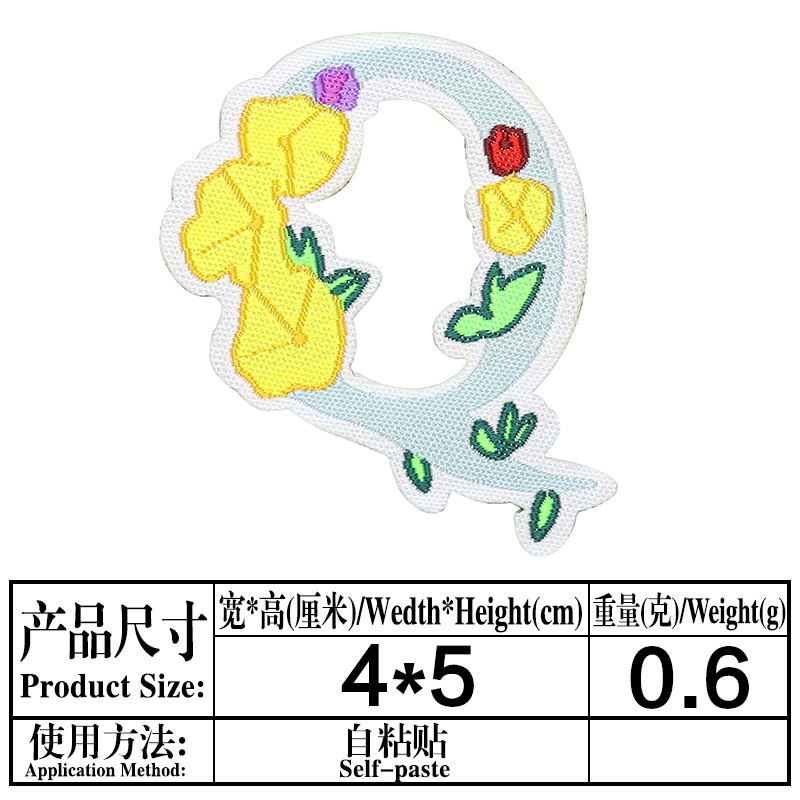 Q
产品尺寸
Product Size:
宽*高(厘米)/Wedth*Height(cm)
重量(克)/Weight(g)
4*5
0.6
使用方法:
Application Method:
自粘贴
Self-paste